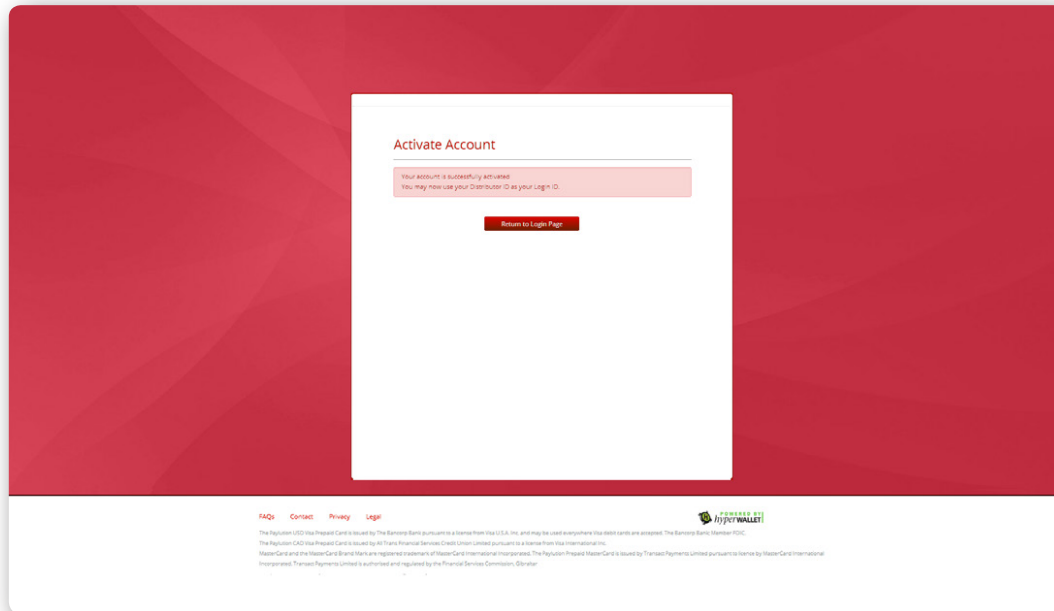 Activate Account
Your account is successfully activated
You may now use your Distributor ID as your Login ID.
Return to Login Page
FAQs Contact Privacy Legal
POWERED BY
hyperWALLET
The Paylution USD Visa Prepaid Card is issued by The Bancorp Bank pursuant to a license from Visa U.S.A. Inc. and may be used everywhere Visa debit cards are accepted. The Bancorp Bank; Member FDIC.
The Paylution CAD Visa Prepaid Card is issued by All Trans Financial Services Credit Union Limited pursuant to a license from Visa International Inc.
MasterCard and the MasterCard Brand Mark are registered trademark of MasterCard International Incorporated. The Paylution Prepaid MasterCard is issued by Transact Payments Limited pursuant to license by MasterCard International
Incorporated. Transact Payments Limited is authorized and regulated by the Financial Services Commission, Gibraltar